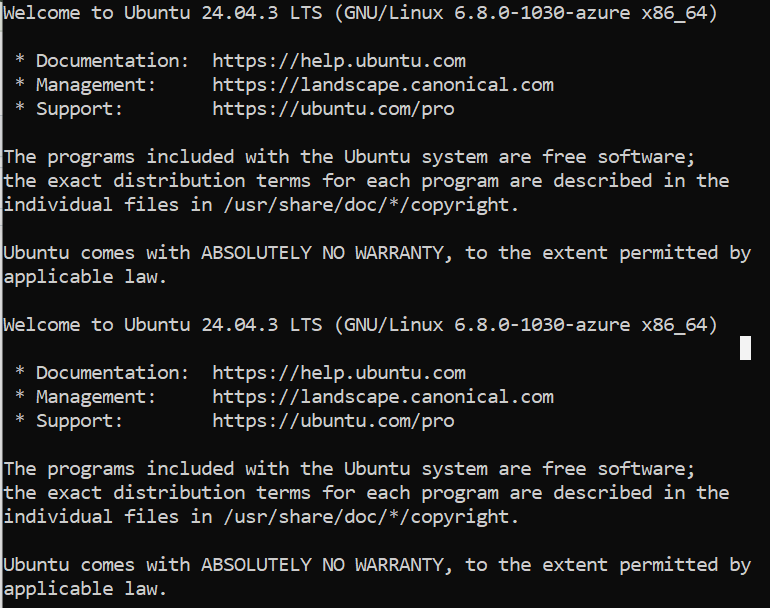 Welcome to Ubuntu 24.04.3 LTS (GNU/Linux 6.8.0-1030-azure x86_64)
* Documentation: https://help.ubuntu.com
* Management: https://landscape.canonical.com
* Support: https://ubuntu.com/pro
The programs included with the Ubuntu system are free software;
the exact distribution terms for each program are described in the
individual files in /usr/share/doc/*/copyright.
Ubuntu comes with ABSOLUTELY NO WARRANTY, to the extent permitted by
applicable law.
Welcome to Ubuntu 24.04.3 LTS (GNU/Linux 6.8.0-1030-azure x86_64)
* Documentation: https://help.ubuntu.com
* Management: https://landscape.canonical.com
* Support: https://ubuntu.com/pro
The programs included with the Ubuntu system are free software;
the exact distribution terms for each program are described in the
individual files in /usr/share/doc/*/copyright.
Ubuntu comes with ABSOLUTELY NO WARRANTY, to the extent permitted by
applicable law.